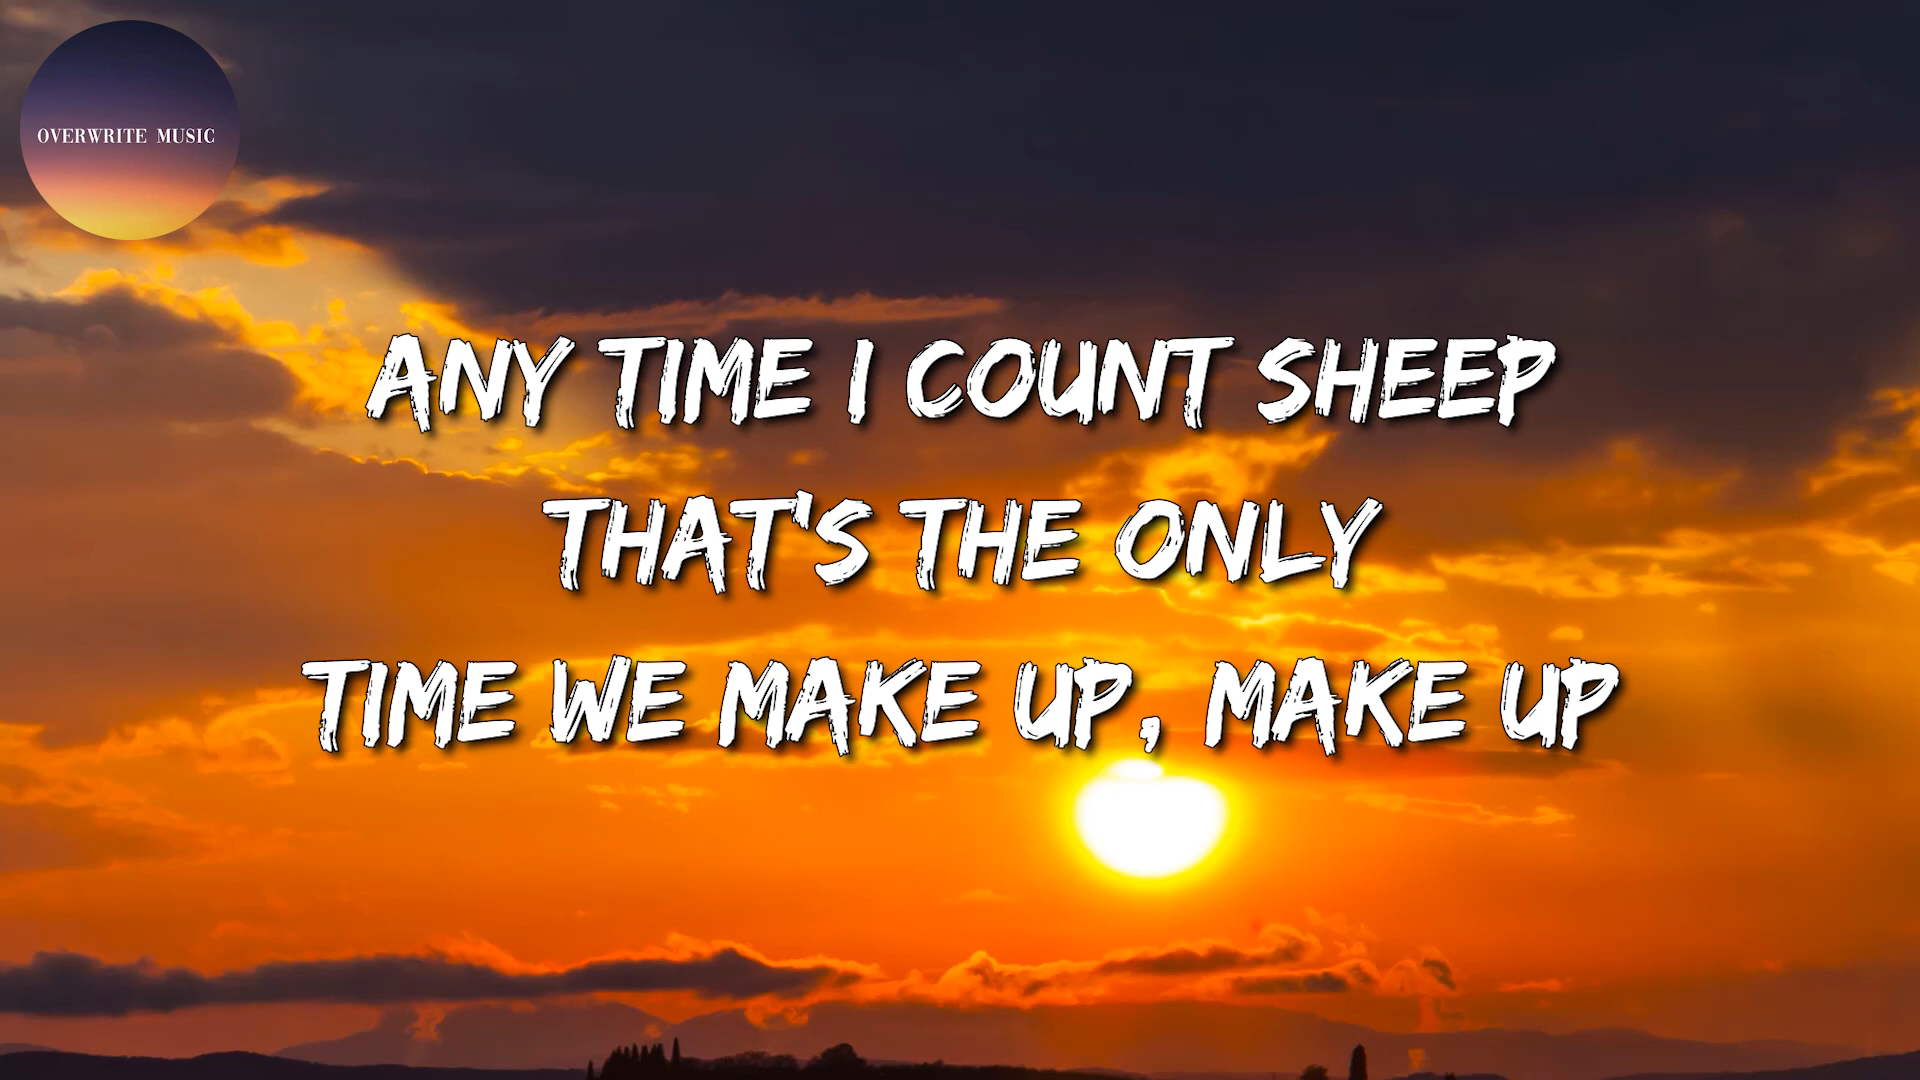 OVERWRITE MUSIC
ANY TIME I COUNT SHEEP
THAT'S THE ONLY
TIME WE MAKE UP, MAKE UP